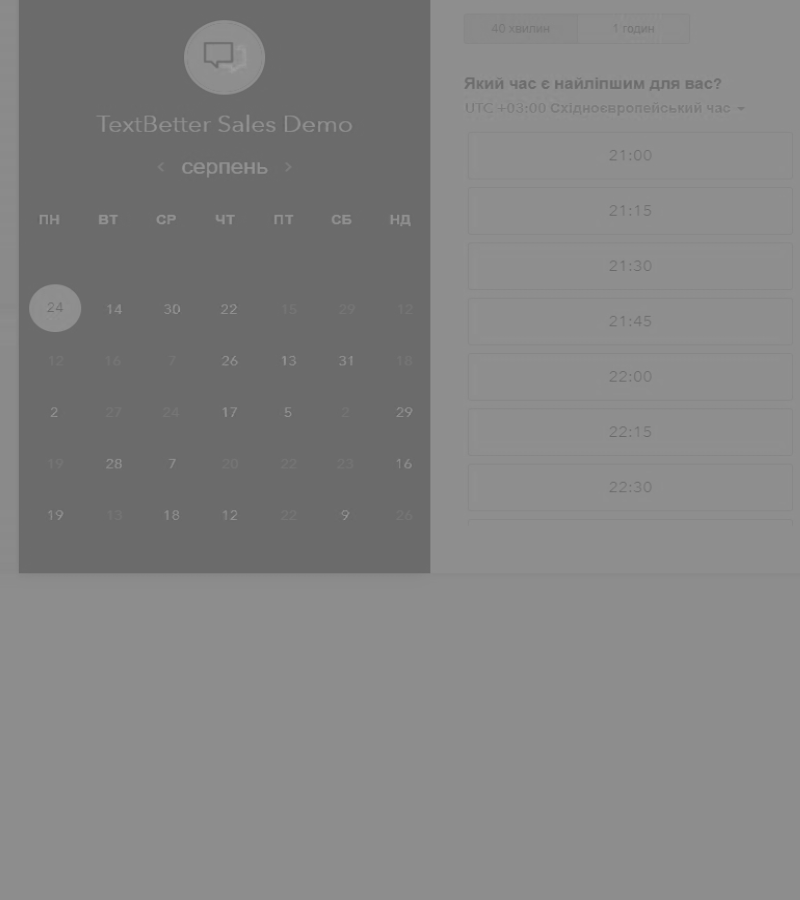 TextBetter Sales Demo
серпень
ПН ВТ СР ЧТ ПТ СБ НД
24 14 30 22 15 29 12
12 16 7 26 13 31 18
2 27 24 17 5 2 29
19 28 7 20 22 23 16
19 13 18 12 22 9 26
40 хвилин 1 годин
Який час є найліпшим для вас?
UTC +03:00 Східноєвропейський час
21:00
21:15
21:30
21:45
22:00
22:15
22:30